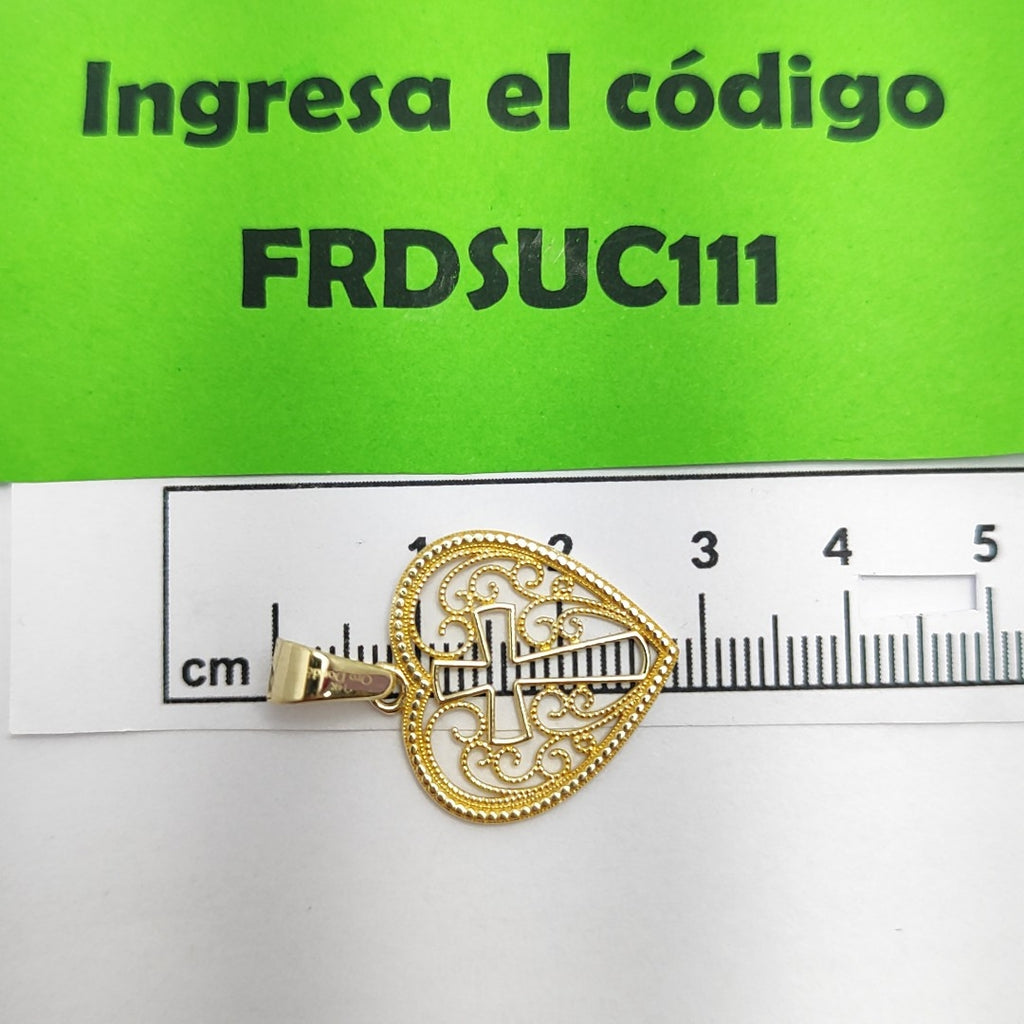 Ingresa el código
FRDSUC111
1 2 3 4 5
cm